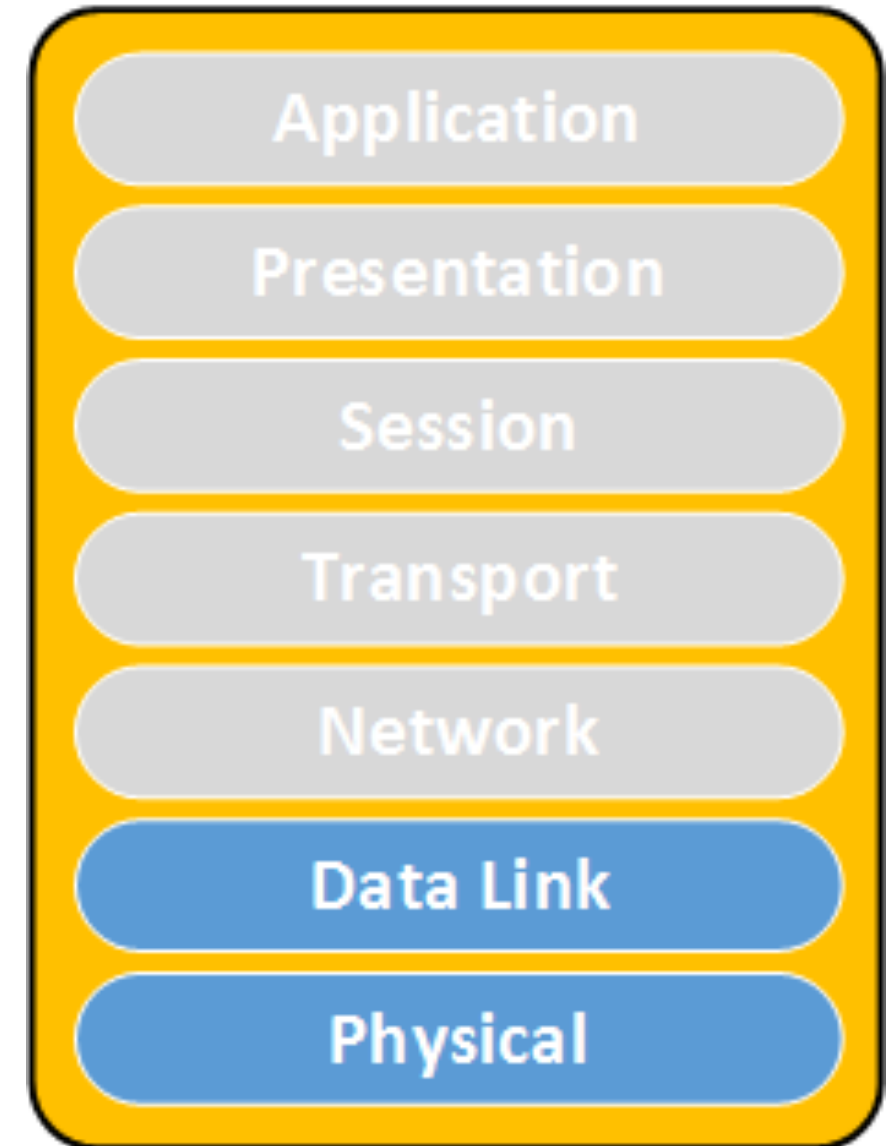 Application
Presentation
Session
Transport
Network
Data Link
Physical